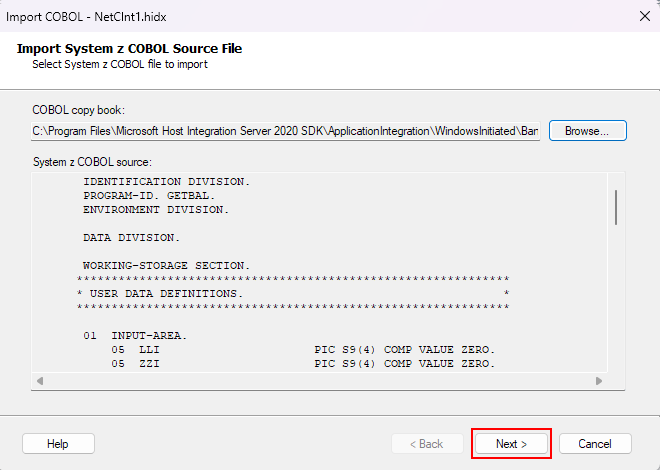 Import COBOL - NetClnt1.hidx
Import System z COBOL Source File
Select System z COBOL file to import
COBOL copy book:
C:\Program Files\Microsoft Host Integration Server 2020 SDK\ApplicationIntegration\WindowsInitiated\Ban
Browse...
System z COBOL source:
IDENTIFICATION DIVISION.
PROGRAM-ID. GETBAL.
ENVIRONMENT DIVISION.
DATA DIVISION.
WORKING-STORAGE SECTION.
**************************************************************
* USER DATA DEFINITIONS. *
**************************************************************
01 INPUT-AREA.
05 LLI PIC S9(4) COMP VALUE ZERO.
05 ZZI PIC S9(4) COMP VALUE ZERO.
Help
< Back
Next >
Cancel